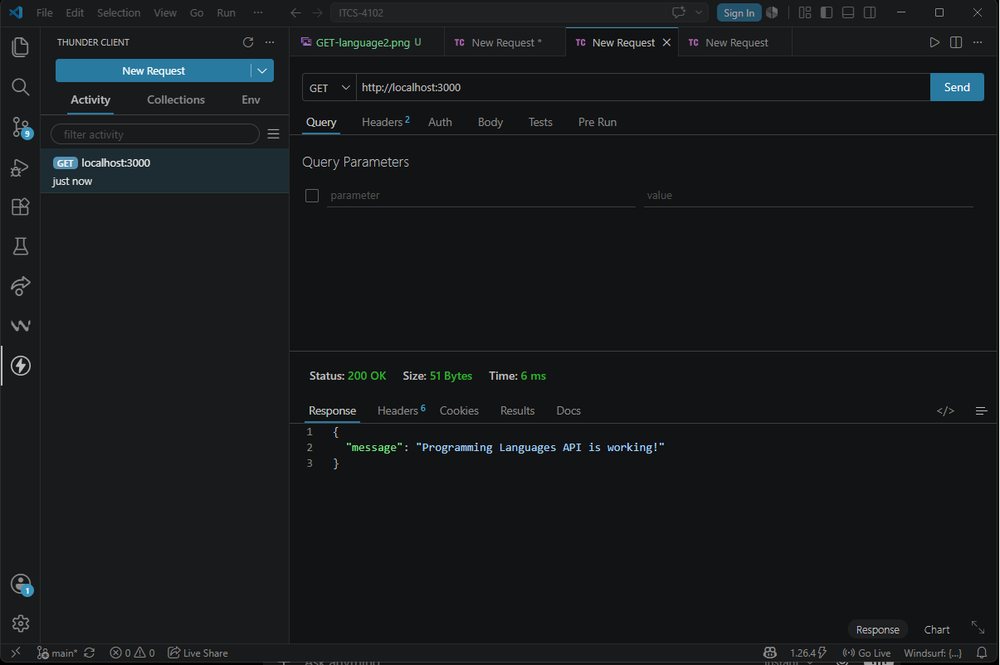 File Edit Selection View Go Run ··· ITCS-4102 Sign In
THUNDER CLIENT
New Request
Activity Collections Env
filter activity
GET localhost:3000
just now
GET-language2.png U
TC New Request *
TC New Request
TC New Request
GET http://localhost:3000 Send
Query Headers 2 Auth Body Tests Pre Run
Query Parameters
parameter value
Status: 200 OK Size: 51 Bytes Time: 6 ms
Response Headers 6 Cookies Results Docs
</>
1 {
2 "message": "Programming Languages API is working!"
3 }
Response Chart
9
1
main* 0 0 Live Share 1.26.4 Go Live Windsurf: {...}
Ask anything